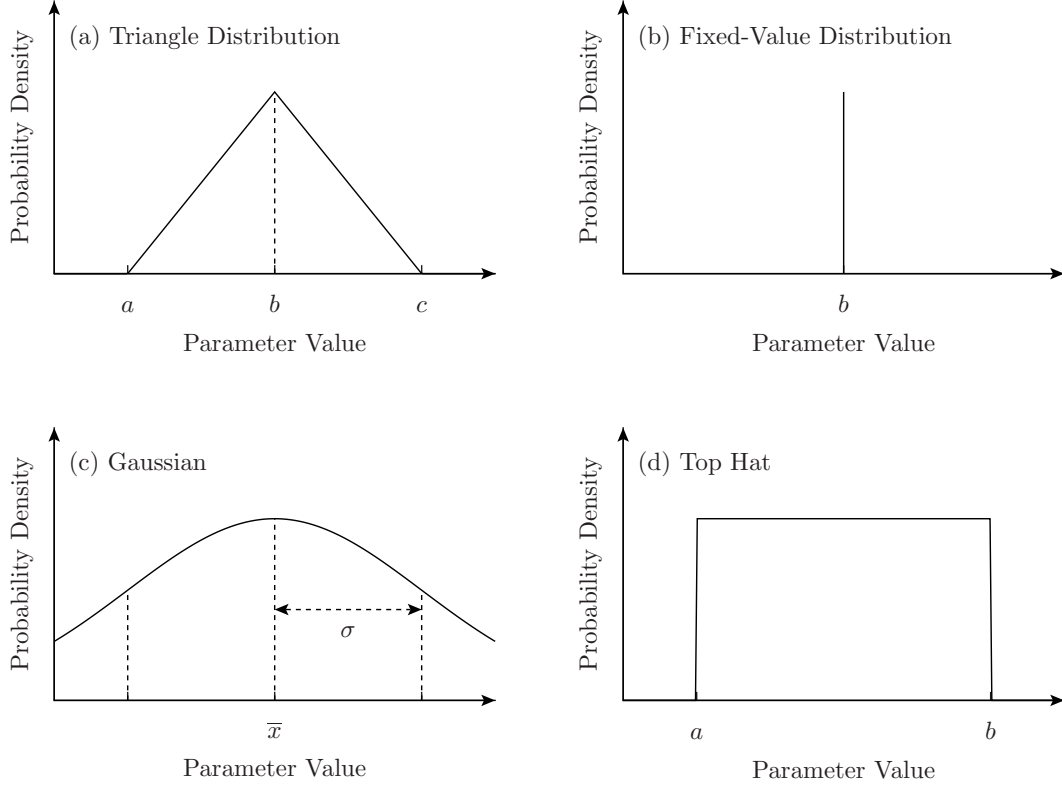 (a) Triangle Distribution
Probability Density
a b c
Parameter Value
(b) Fixed-Value Distribution
Probability Density
b
Parameter Value
(c) Gaussian
Probability Density
σ
x̄
Parameter Value
(d) Top Hat
Probability Density
a b
Parameter Value